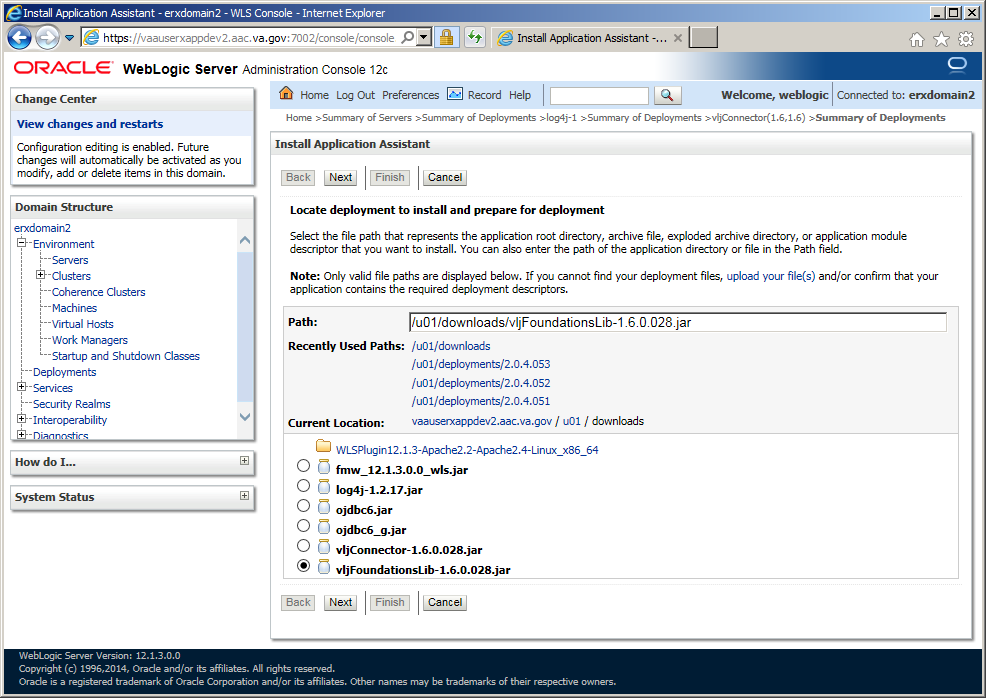 Install Application Assistant - erxdomain2 - WLS Console - Internet Explorer
https://vaauserxappdev2.aac.va.gov:7002/console/console
Install Application Assistant -...
ORACLE WebLogic Server Administration Console 12c
Change Center
View changes and restarts
Configuration editing is enabled. Future
changes will automatically be activated as you
modify, add or delete items in this domain.
Domain Structure
erxdomain2
Environment
Servers
Clusters
Coherence Clusters
Machines
Virtual Hosts
Work Managers
Startup and Shutdown Classes
Deployments
Services
Security Realms
Interoperability
Diagnostics
How do I...
System Status
Home Log Out Preferences Record Help
Welcome, weblogic Connected to: erxdomain2
Home >Summary of Servers >Summary of Deployments >log4j-1 >Summary of Deployments >vljConnector(1.6,1.6) >Summary of Deployments
Install Application Assistant
Back Next Finish Cancel
Locate deployment to install and prepare for deployment
Select the file path that represents the application root directory, archive file, exploded archive directory, or application module
descriptor that you want to install. You can also enter the path of the application directory or file in the Path field.
Note: Only valid file paths are displayed below. If you cannot find your deployment files, upload your file(s) and/or confirm that your
application contains the required deployment descriptors.
Path: /u01/downloads/vljFoundationsLib-1.6.0.028.jar
Recently Used Paths: /u01/downloads
/u01/deployments/2.0.4.053
/u01/deployments/2.0.4.052
/u01/deployments/2.0.4.051
Current Location: vaauserxappdev2.aac.va.gov / u01 / downloads
WLSPlugin12.1.3-Apache2.2-Apache2.4-Linux_x86_64
fmw_12.1.3.0.0_wls.jar
log4j-1.2.17.jar
ojdbc6.jar
ojdbc6_g.jar
vljConnector-1.6.0.028.jar
vljFoundationsLib-1.6.0.028.jar
Back Next Finish Cancel
WebLogic Server Version: 12.1.3.0.0
Copyright (c) 1996,2014, Oracle and/or its affiliates. All rights reserved.
Oracle is a registered trademark of Oracle Corporation and/or its affiliates. Other names may be trademarks of their respective owners.